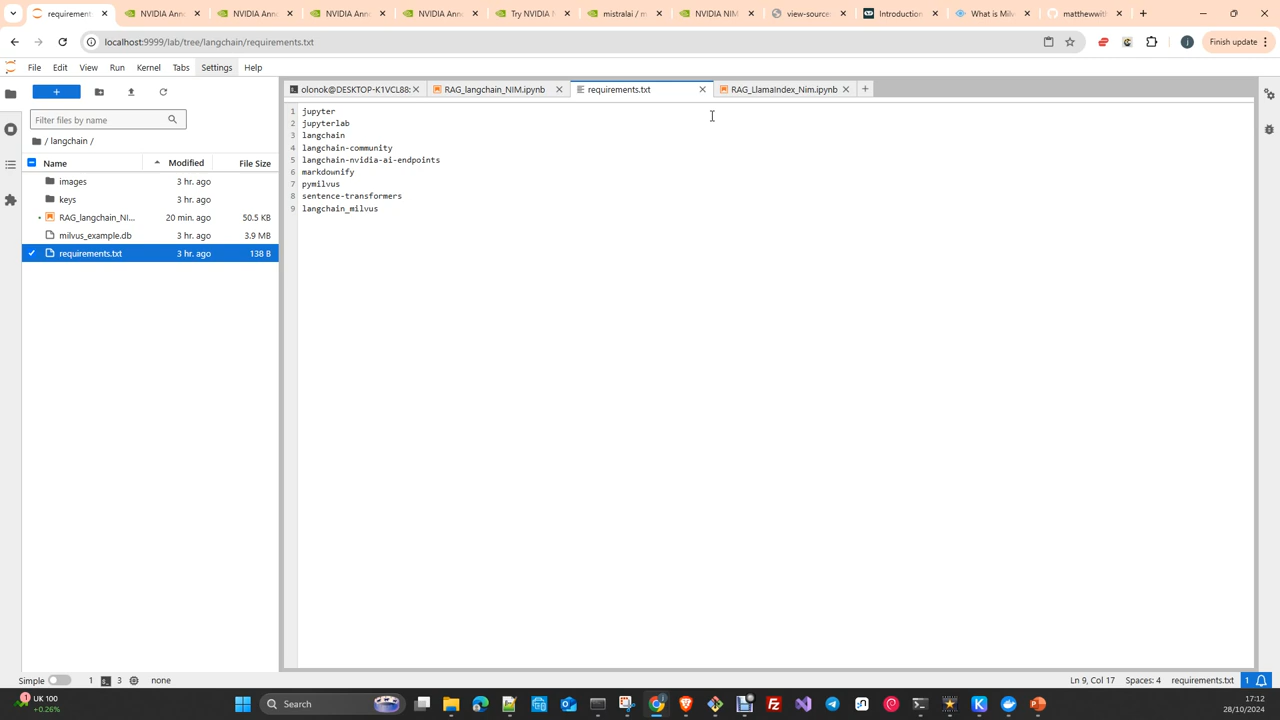 requirements.
NVIDIA Ann
NVIDIA Ann
NVIDIA Ann
NVIDIA Ann
Try NVIDIA
mistralai / m
NVIDIA NIM
view-source:
Introduction
What is Milv
matthewwit
localhost:9999/lab/tree/langchain/requirements.txt
Finish update
File Edit View Run Kernel Tabs Settings Help
olonok@DESKTOP-K1VCL88:
RAG_langchain_NIM.ipynb
requirements.txt
RAG_LlamaIndex_Nim.ipynb
Filter files by name
/ langchain /
Name Modified File Size
images 3 hr. ago
keys 3 hr. ago
RAG_langchain_NI... 20 min. ago 50.5 KB
milvus_example.db 3 hr. ago 3.9 MB
requirements.txt 3 hr. ago 138 B
1 jupyter
2 jupyterlab
3 langchain
4 langchain-community
5 langchain-nvidia-ai-endpoints
6 markdownify
7 pymilvus
8 sentence-transformers
9 langchain_milvus
Simple 1 3 none
Ln 9, Col 17 Spaces: 4 requirements.txt 1
1 UK 100
+0.26%
Search
17:12
28/10/2024